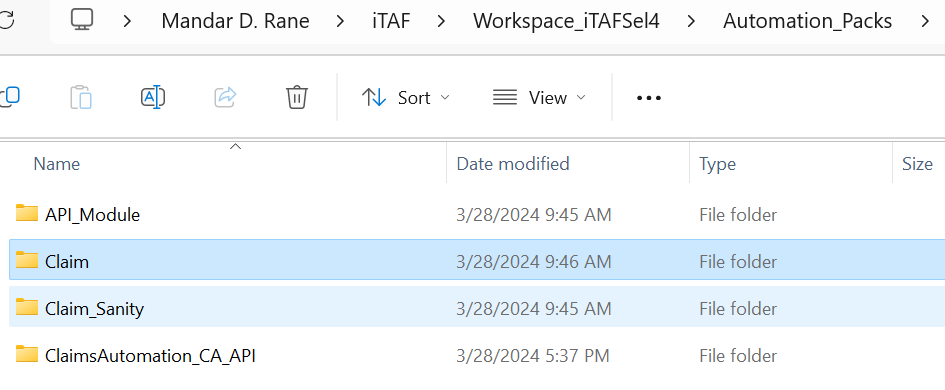 Mandar D. Rane > iTAF > Workspace_iTAFSel4 > Automation_Packs >
Sort View
Name Date modified Type Size
API_Module 3/28/2024 9:45 AM File folder
Claim 3/28/2024 9:46 AM File folder
Claim_Sanity 3/28/2024 9:45 AM File folder
ClaimsAutomation_CA_API 3/28/2024 5:37 PM File folder